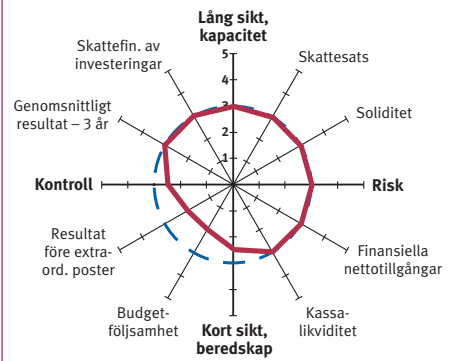 Lång sikt,
kapacitet
Skattefin. av
investeringar
Skattesats
Genomsnittligt
resultat – 3 år
Soliditet
5
4
3
2
1
Kontroll
Risk
Resultat
före extra-
ord. poster
Finansiella
nettotillgångar
Budget-
följsamhet
Kort sikt,
beredskap
Kassa-
likviditet